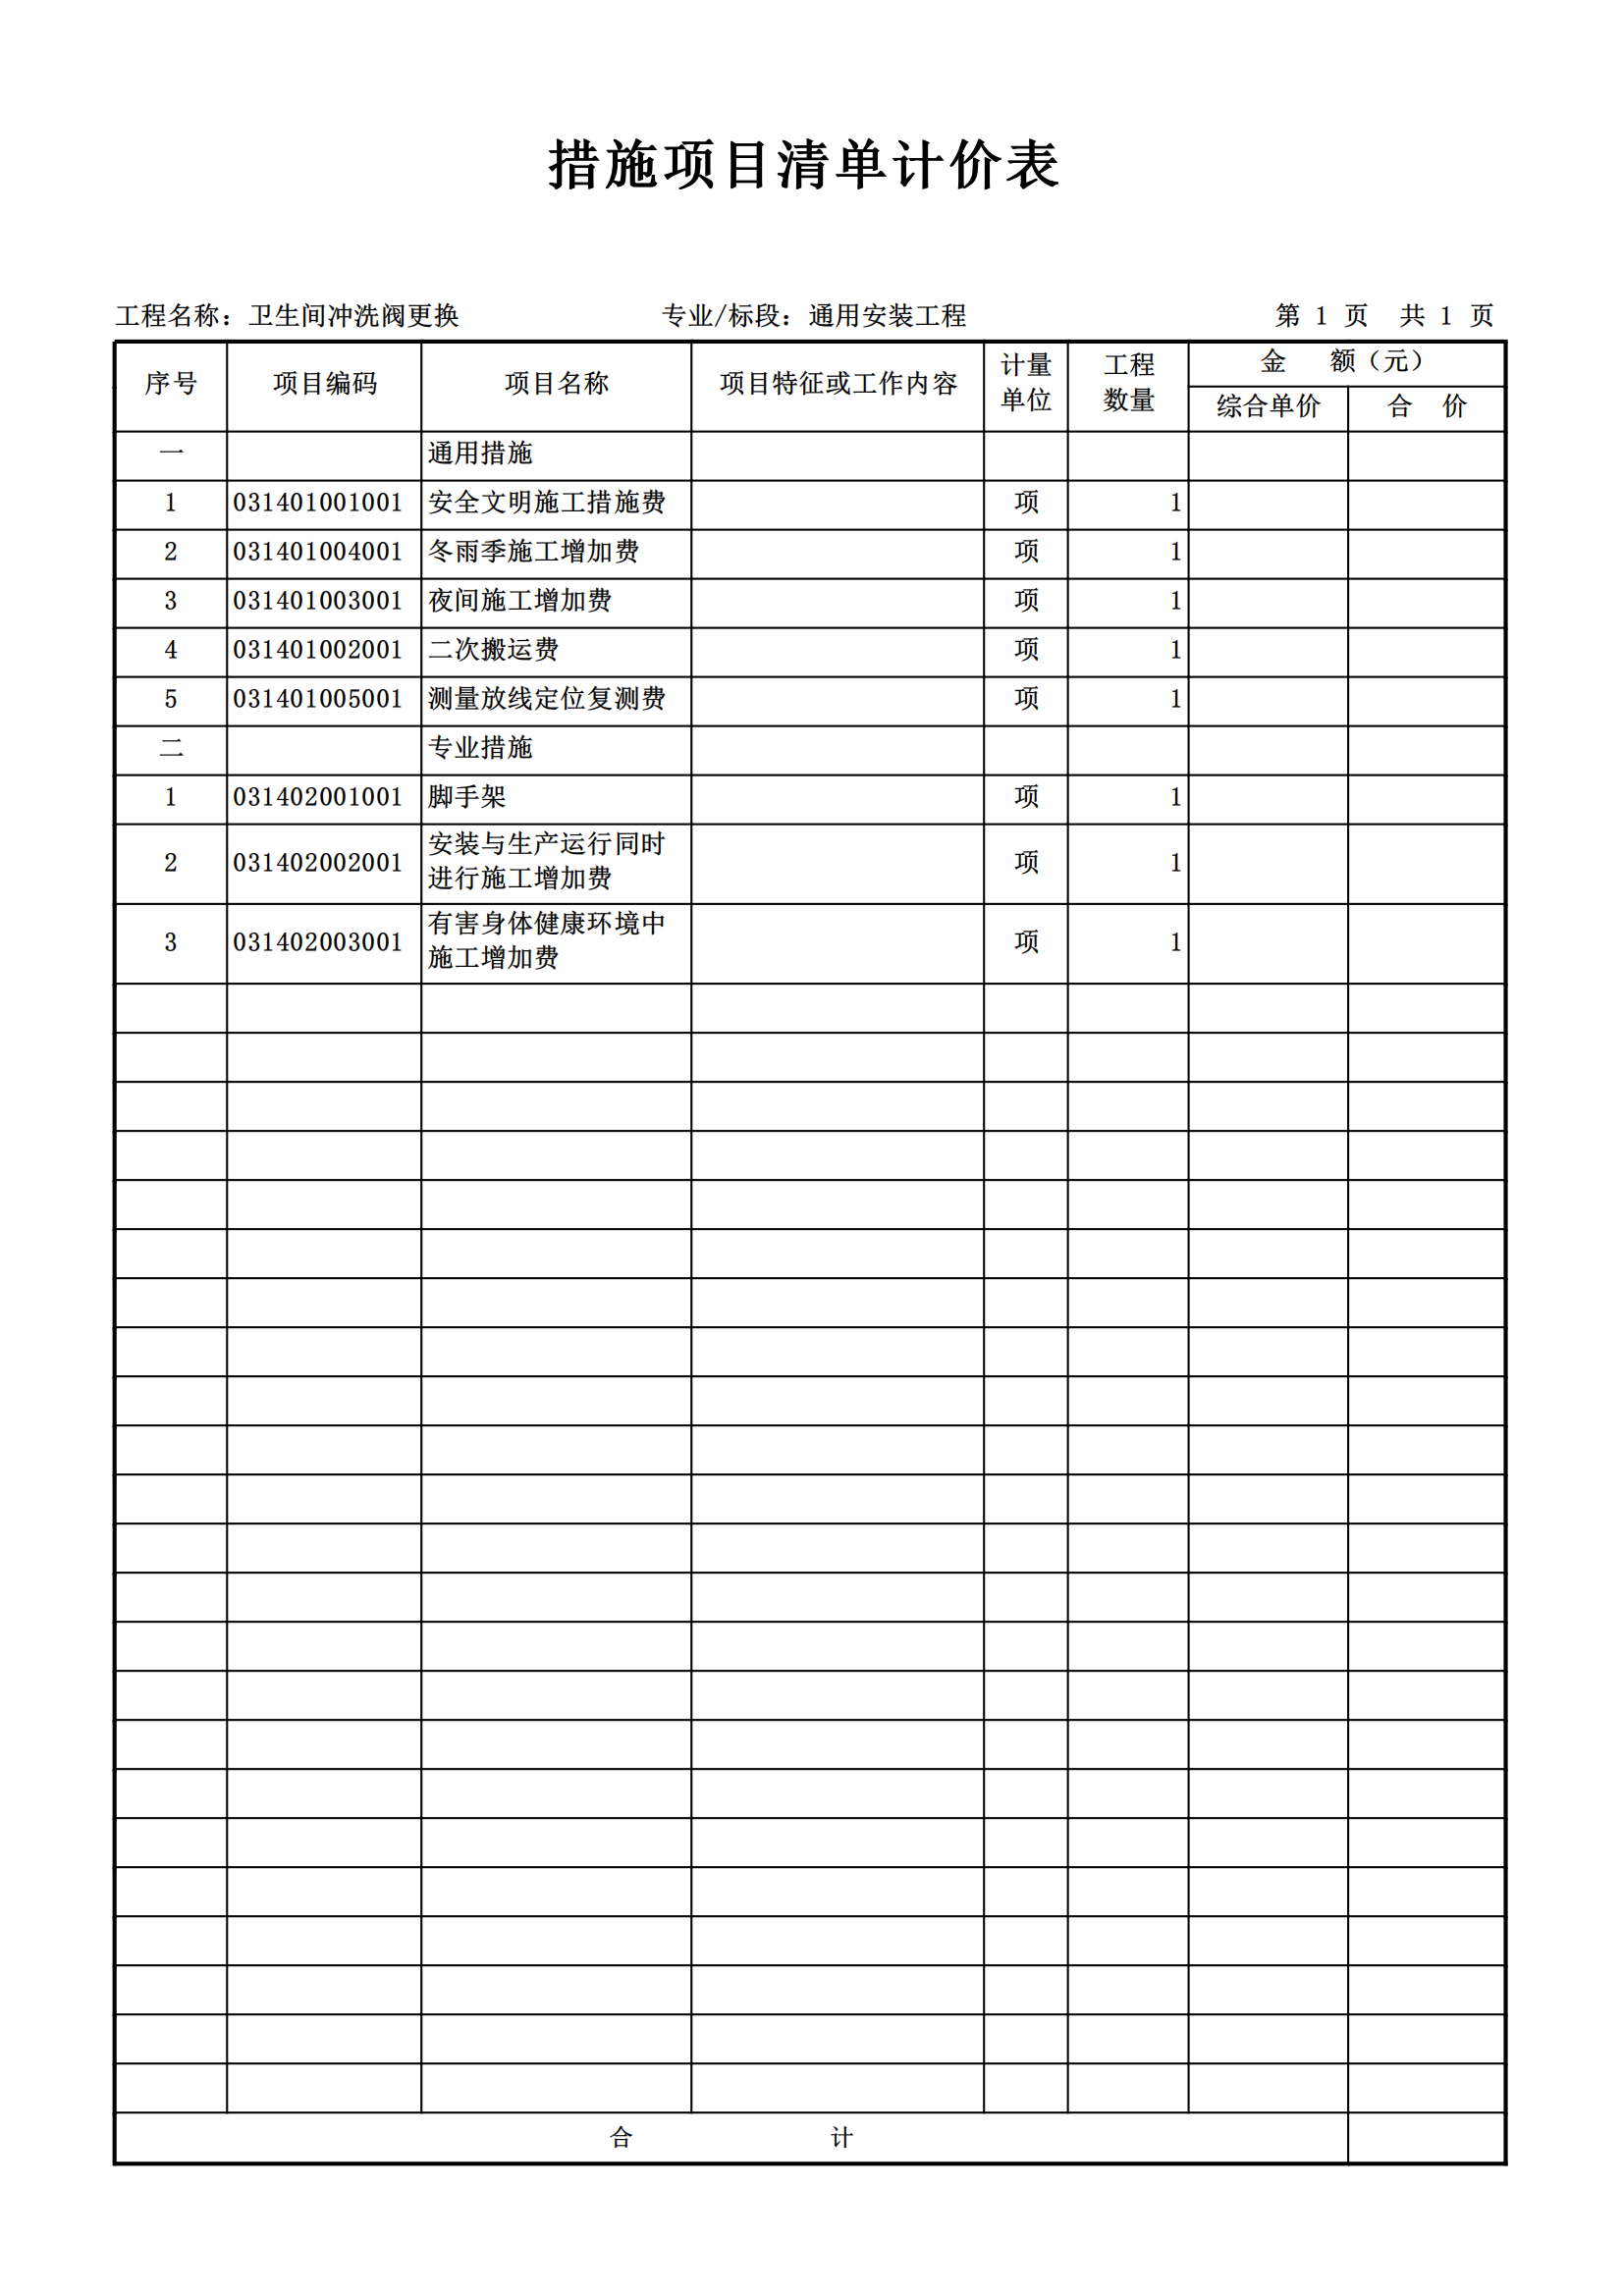 措施项目清单计价表
工程名称：卫生间冲洗阀更换 专业/标段：通用安装工程 第 1 页 共 1 页
序号 项目编码 项目名称 项目特征或工作内容 计量单位 工程数量 金 额（元）
综合单价 合 价
一 通用措施
1 031401001001 安全文明施工措施费 项 1
2 031401004001 冬雨季施工增加费 项 1
3 031401003001 夜间施工增加费 项 1
4 031401002001 二次搬运费 项 1
5 031401005001 测量放线定位复测费 项 1
二 专业措施
1 031402001001 脚手架 项 1
2 031402002001 安装与生产运行同时进行施工增加费 项 1
3 031402003001 有害身体健康环境中施工增加费 项 1
合 计